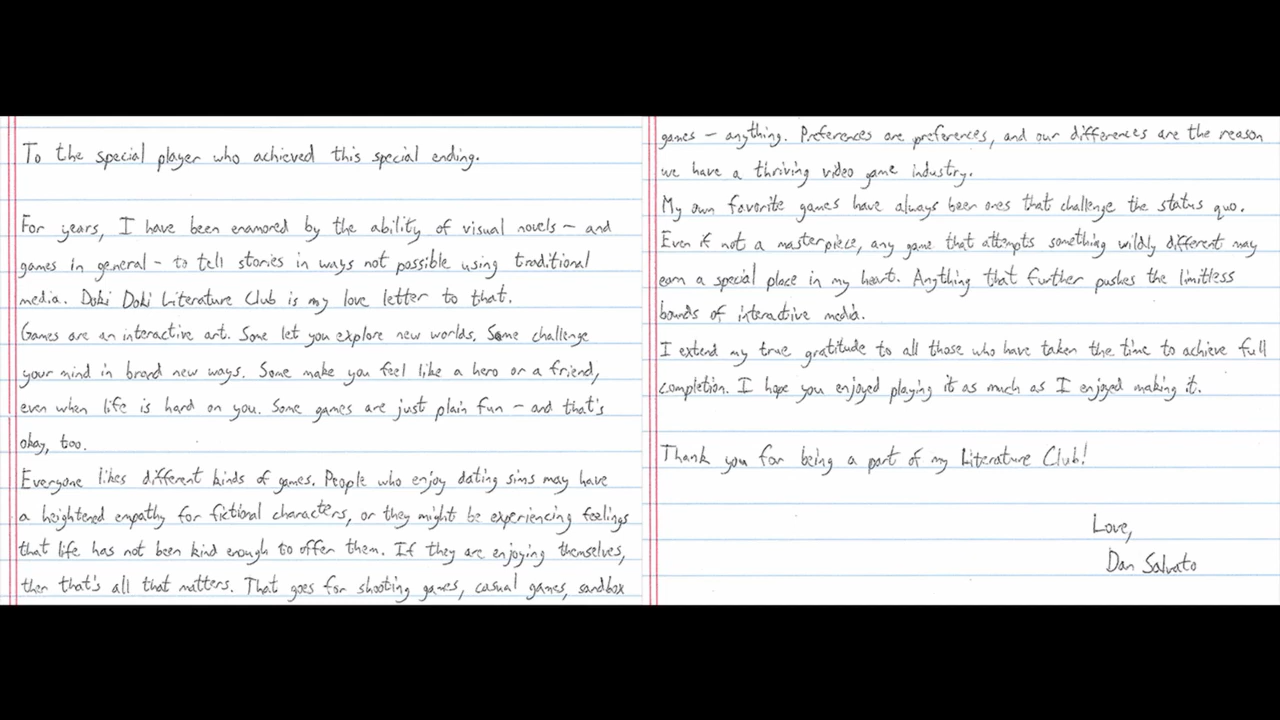 To the special player who achieved this special ending.
For years, I have been enamored by the ability of visual novels – and
games in general – to tell stories in ways not possible using traditional
media. Doki Doki Literature Club is my love letter to that.
Games are an interactive art. Some let you explore new worlds. Some challenge
your mind in brand new ways. Some make you feel like a hero or a friend,
even when life is hard on you. Some games are just plain fun – and that's
okay, too.
Everyone likes different kinds of games. People who enjoy dating sims may have
a heightened empathy for fictional characters, or they might be experiencing feelings
that life has not been kind enough to offer them. If they are enjoying themselves,
then that's all that matters. That goes for shooting games, casual games, sandbox
games – anything. Preferences are preferences, and our differences are the reason
we have a thriving video game industry.
My own favorite games have always been ones that challenge the status quo.
Even if not a masterpiece, any game that attempts something wildly different may
earn a special place in my heart. Anything that further pushes the limitless
bounds of interactive media.
I extend my true gratitude to all those who have taken the time to achieve full
completion. I hope you enjoyed playing it as much as I enjoyed making it.
Thank you for being a part of my Literature Club!
Love,
Dan Salvato